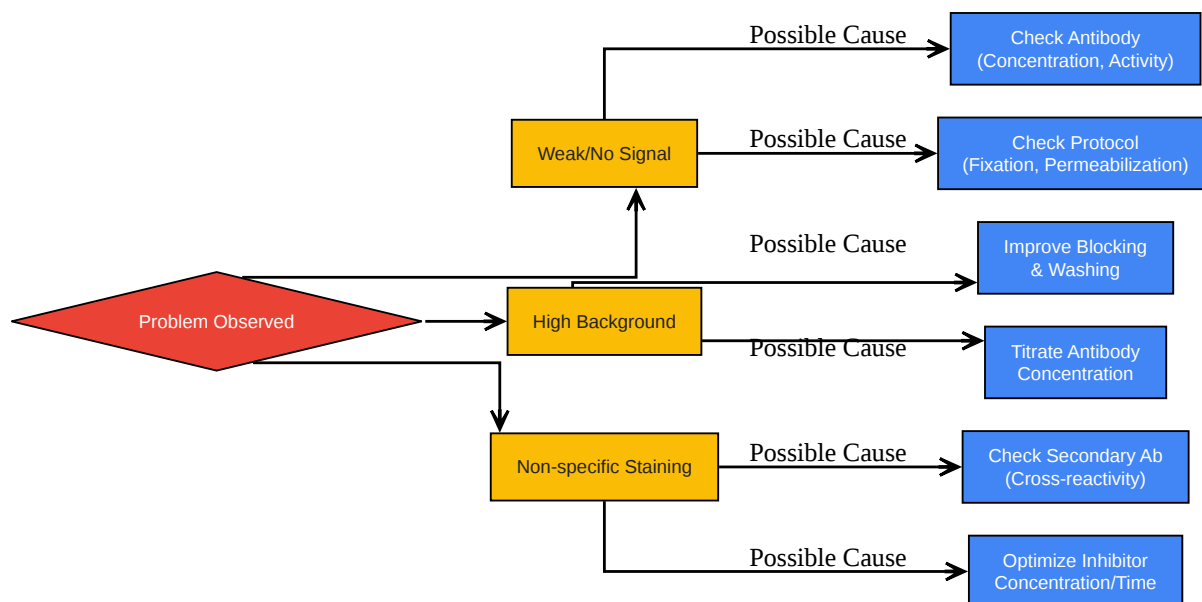 Possible Cause
Check Antibody
(Concentration, Activity)
Weak/No Signal
Possible Cause
Check Protocol
(Fixation, Permeabilization)
Possible Cause
Improve Blocking
& Washing
Problem Observed
High Background
Possible Cause
Titrate Antibody
Concentration
Non-specific Staining
Possible Cause
Check Secondary Ab
(Cross-reactivity)
Possible Cause
Optimize Inhibitor
Concentration/Time